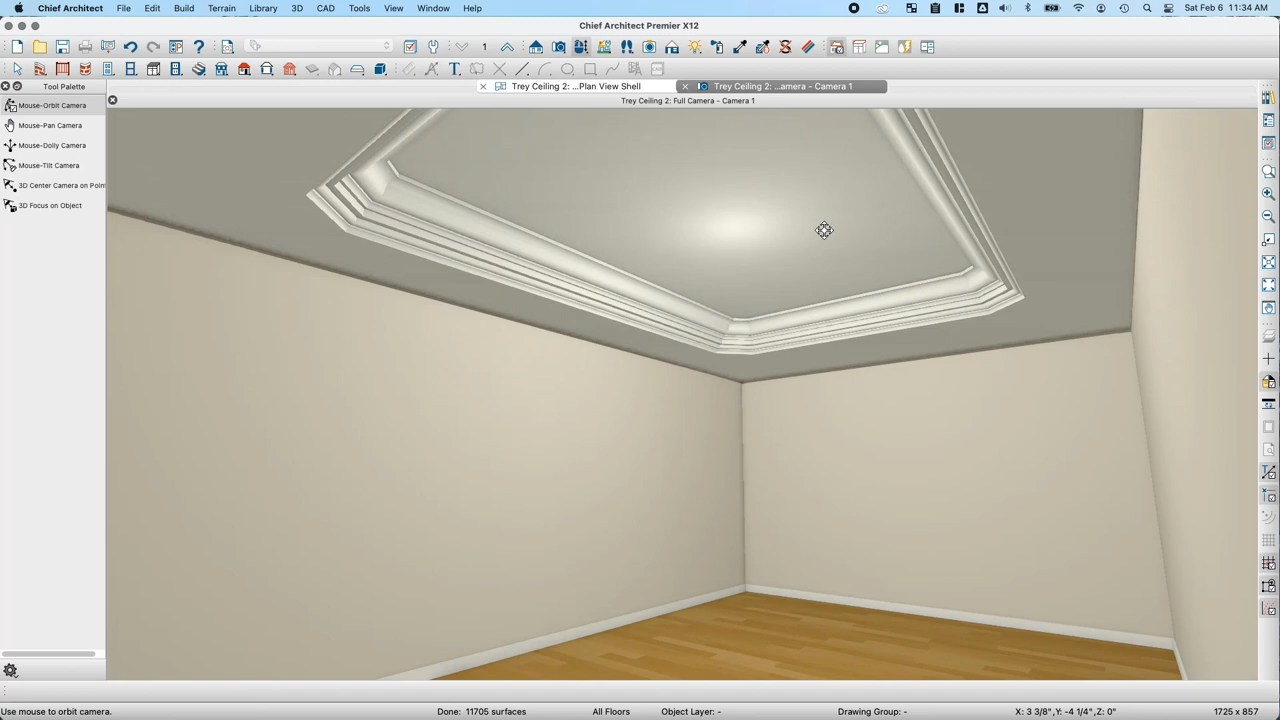 Chief Architect File Edit Build Terrain Library 3D CAD Tools View Window Help Sat Feb 6 11:34 AM
Chief Architect Premier X12
1
Tool Palette
Trey Ceiling 2: ...Plan View Shell
Trey Ceiling 2: ...amera - Camera 1
Trey Ceiling 2: Full Camera - Camera 1
Mouse-Orbit Camera
Mouse-Pan Camera
Mouse-Dolly Camera
Mouse-Tilt Camera
3D Center Camera on Poin
3D Focus on Object
Use mouse to orbit camera. Done: 11705 surfaces All Floors Object Layer: - Drawing Group: - X: 3 3/8", Y: -4 1/4", Z: 0" 1725 x 857